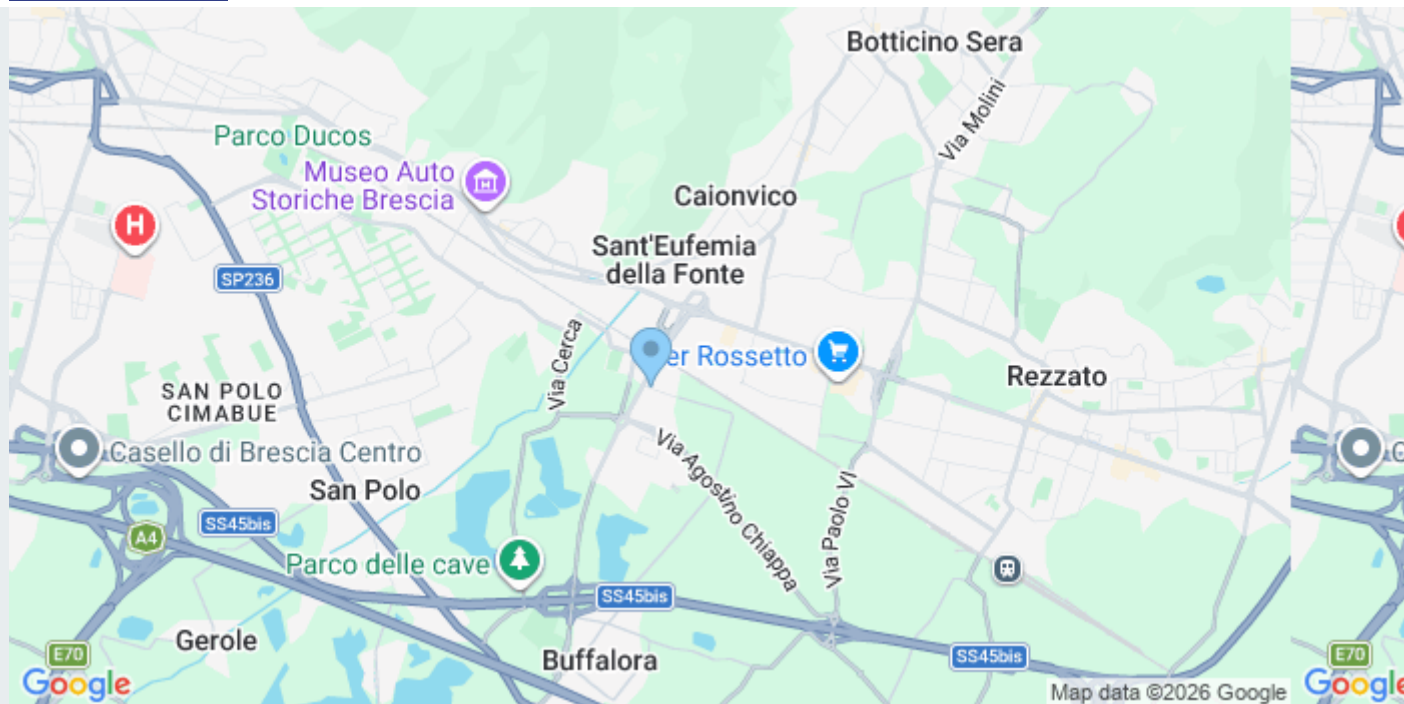 Botticino Sera
Via Molini
Parco Ducos
Museo Auto
Storiche Brescia
Caionvico
H
Sant'Eufemia
della Fonte
SP236
Via Cerca
er Rossetto
Rezzato
SAN POLO
CIMABUE
Casello di Brescia Centro
C
Via Agostino Chiappa
San Polo
Via Paolo VI
SS45bis
A4
Parco delle cave
SS45bis
Gerole
Buffalora
SS45bis
E70
E70
Google
Map data ©2026 Google
Google